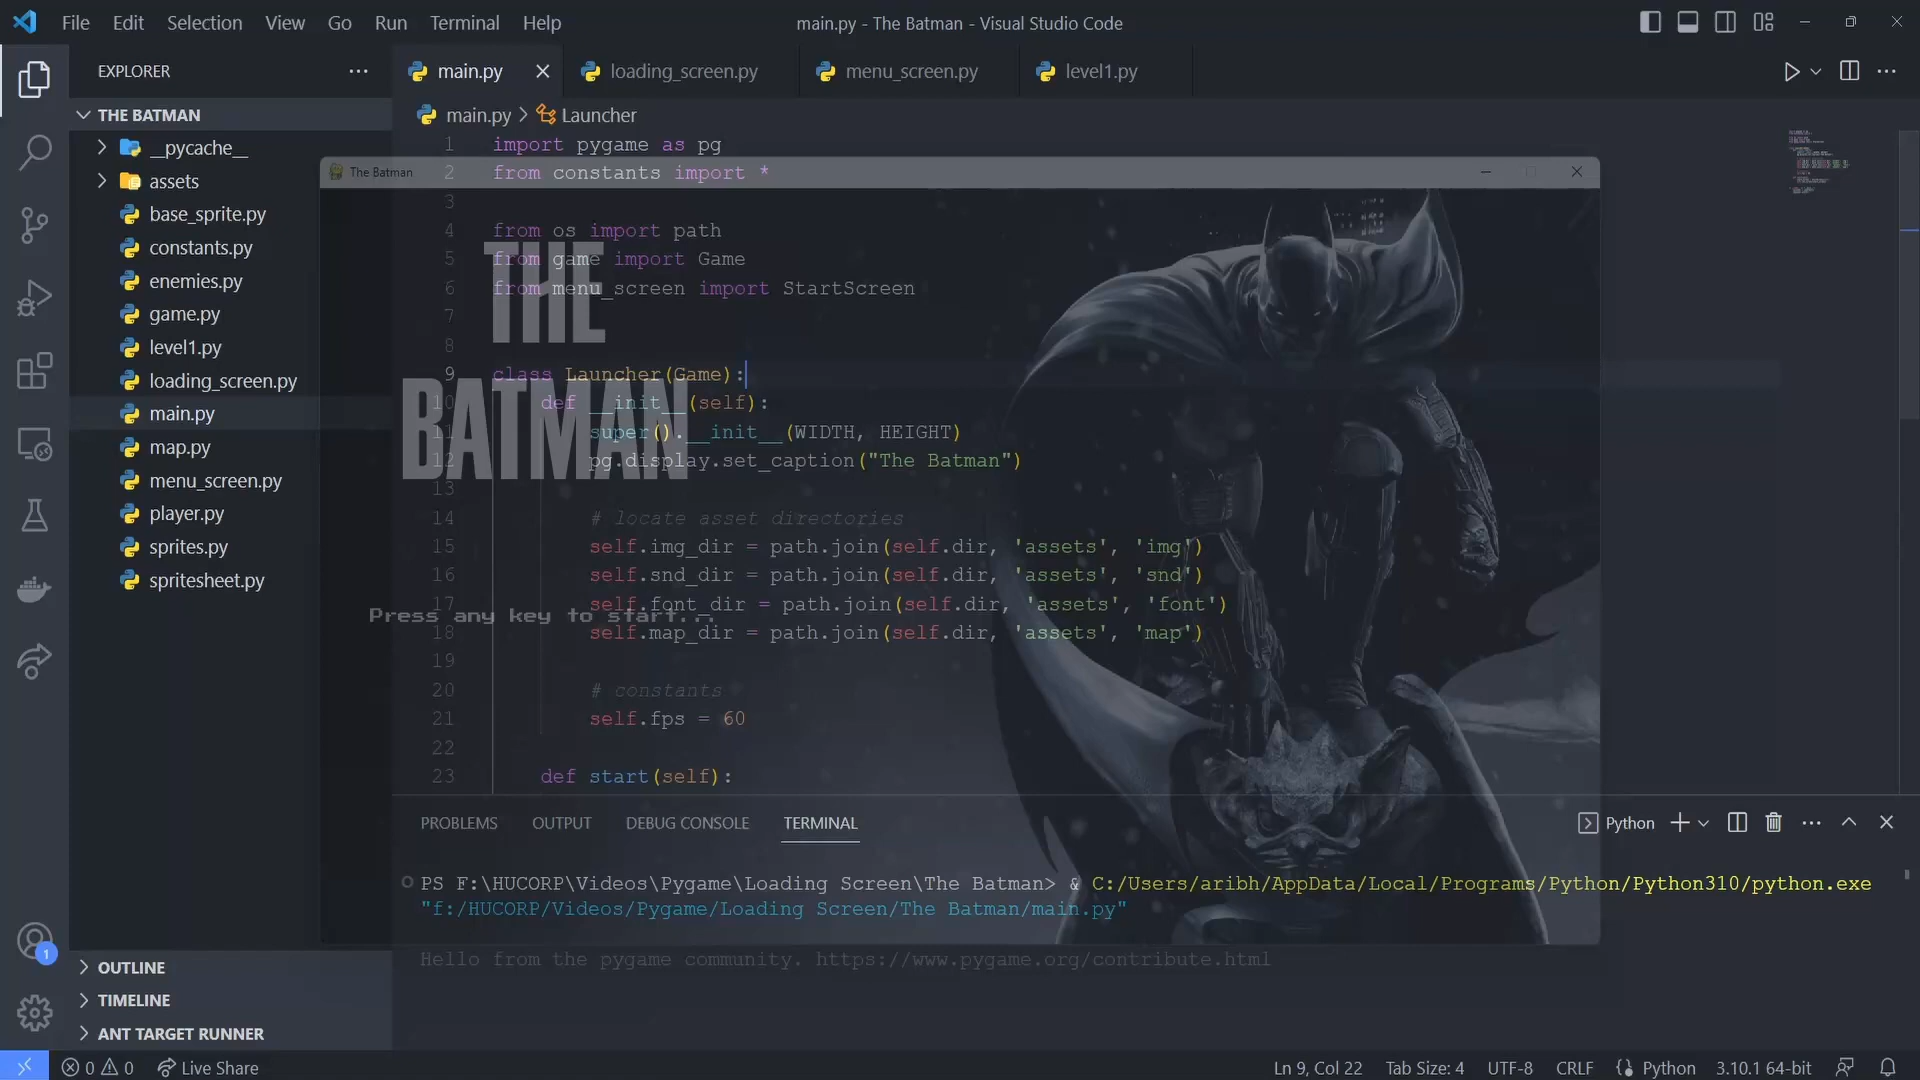 File Edit Selection View Go Run Terminal Help
main.py - The Batman - Visual Studio Code
EXPLORER
THE BATMAN
__pycache__
assets
base_sprite.py
constants.py
enemies.py
game.py
level1.py
loading_screen.py
main.py
map.py
menu_screen.py
player.py
sprites.py
spritesheet.py
OUTLINE
TIMELINE
ANT TARGET RUNNER
main.py loading_screen.py menu_screen.py level1.py
main.py > Launcher
The Batman
THE
BATMAN
Press any key to start...
1 import pygame as pg
2 from constants import *
3
4 from os import path
5 from game import Game
6 from menu_screen import StartScreen
7
8
9 class Launcher(Game):
10 def __init__(self):
11 super().__init__(WIDTH, HEIGHT)
12 pg.display.set_caption("The Batman")
13
14 # locate asset directories
15 self.img_dir = path.join(self.dir, 'assets', 'img')
16 self.snd_dir = path.join(self.dir, 'assets', 'snd')
17 self.font_dir = path.join(self.dir, 'assets', 'font')
18 self.map_dir = path.join(self.dir, 'assets', 'map')
19
20 # constants
21 self.fps = 60
22
23 def start(self):
PROBLEMS OUTPUT DEBUG CONSOLE TERMINAL
Python
PS F:\HUCORP\Videos\Pygame\Loading Screen\The Batman> & C:/Users/aribh/AppData/Local/Programs/Python/Python310/python.exe
"f:/HUCORP/Videos/Pygame/Loading Screen/The Batman/main.py"
Hello from the pygame community. https://www.pygame.org/contribute.html
1
0 0 Live Share
Ln 9, Col 22 Tab Size: 4 UTF-8 CRLF Python 3.10.1 64-bit